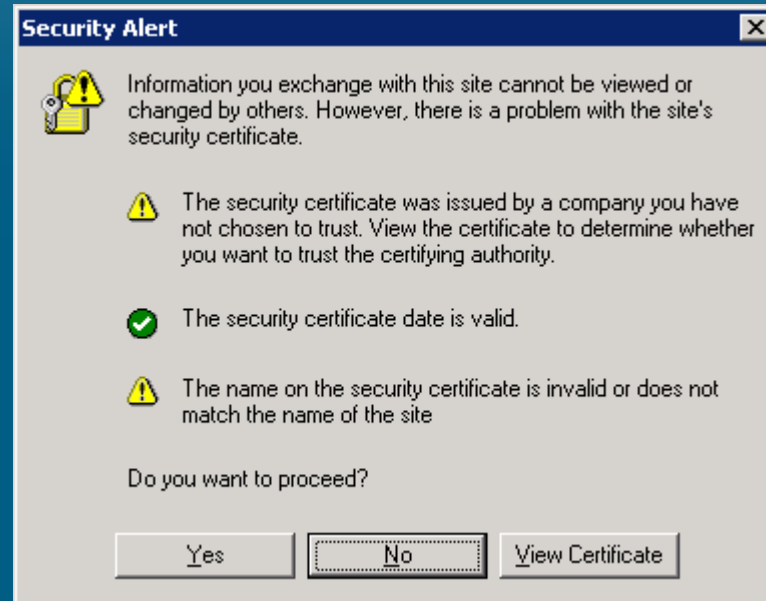 Security Alert
Information you exchange with this site cannot be viewed or
changed by others. However, there is a problem with the site's
security certificate.
The security certificate was issued by a company you have
not chosen to trust. View the certificate to determine whether
you want to trust the certifying authority.
The security certificate date is valid.
The name on the security certificate is invalid or does not
match the name of the site
Do you want to proceed?
Yes No View Certificate